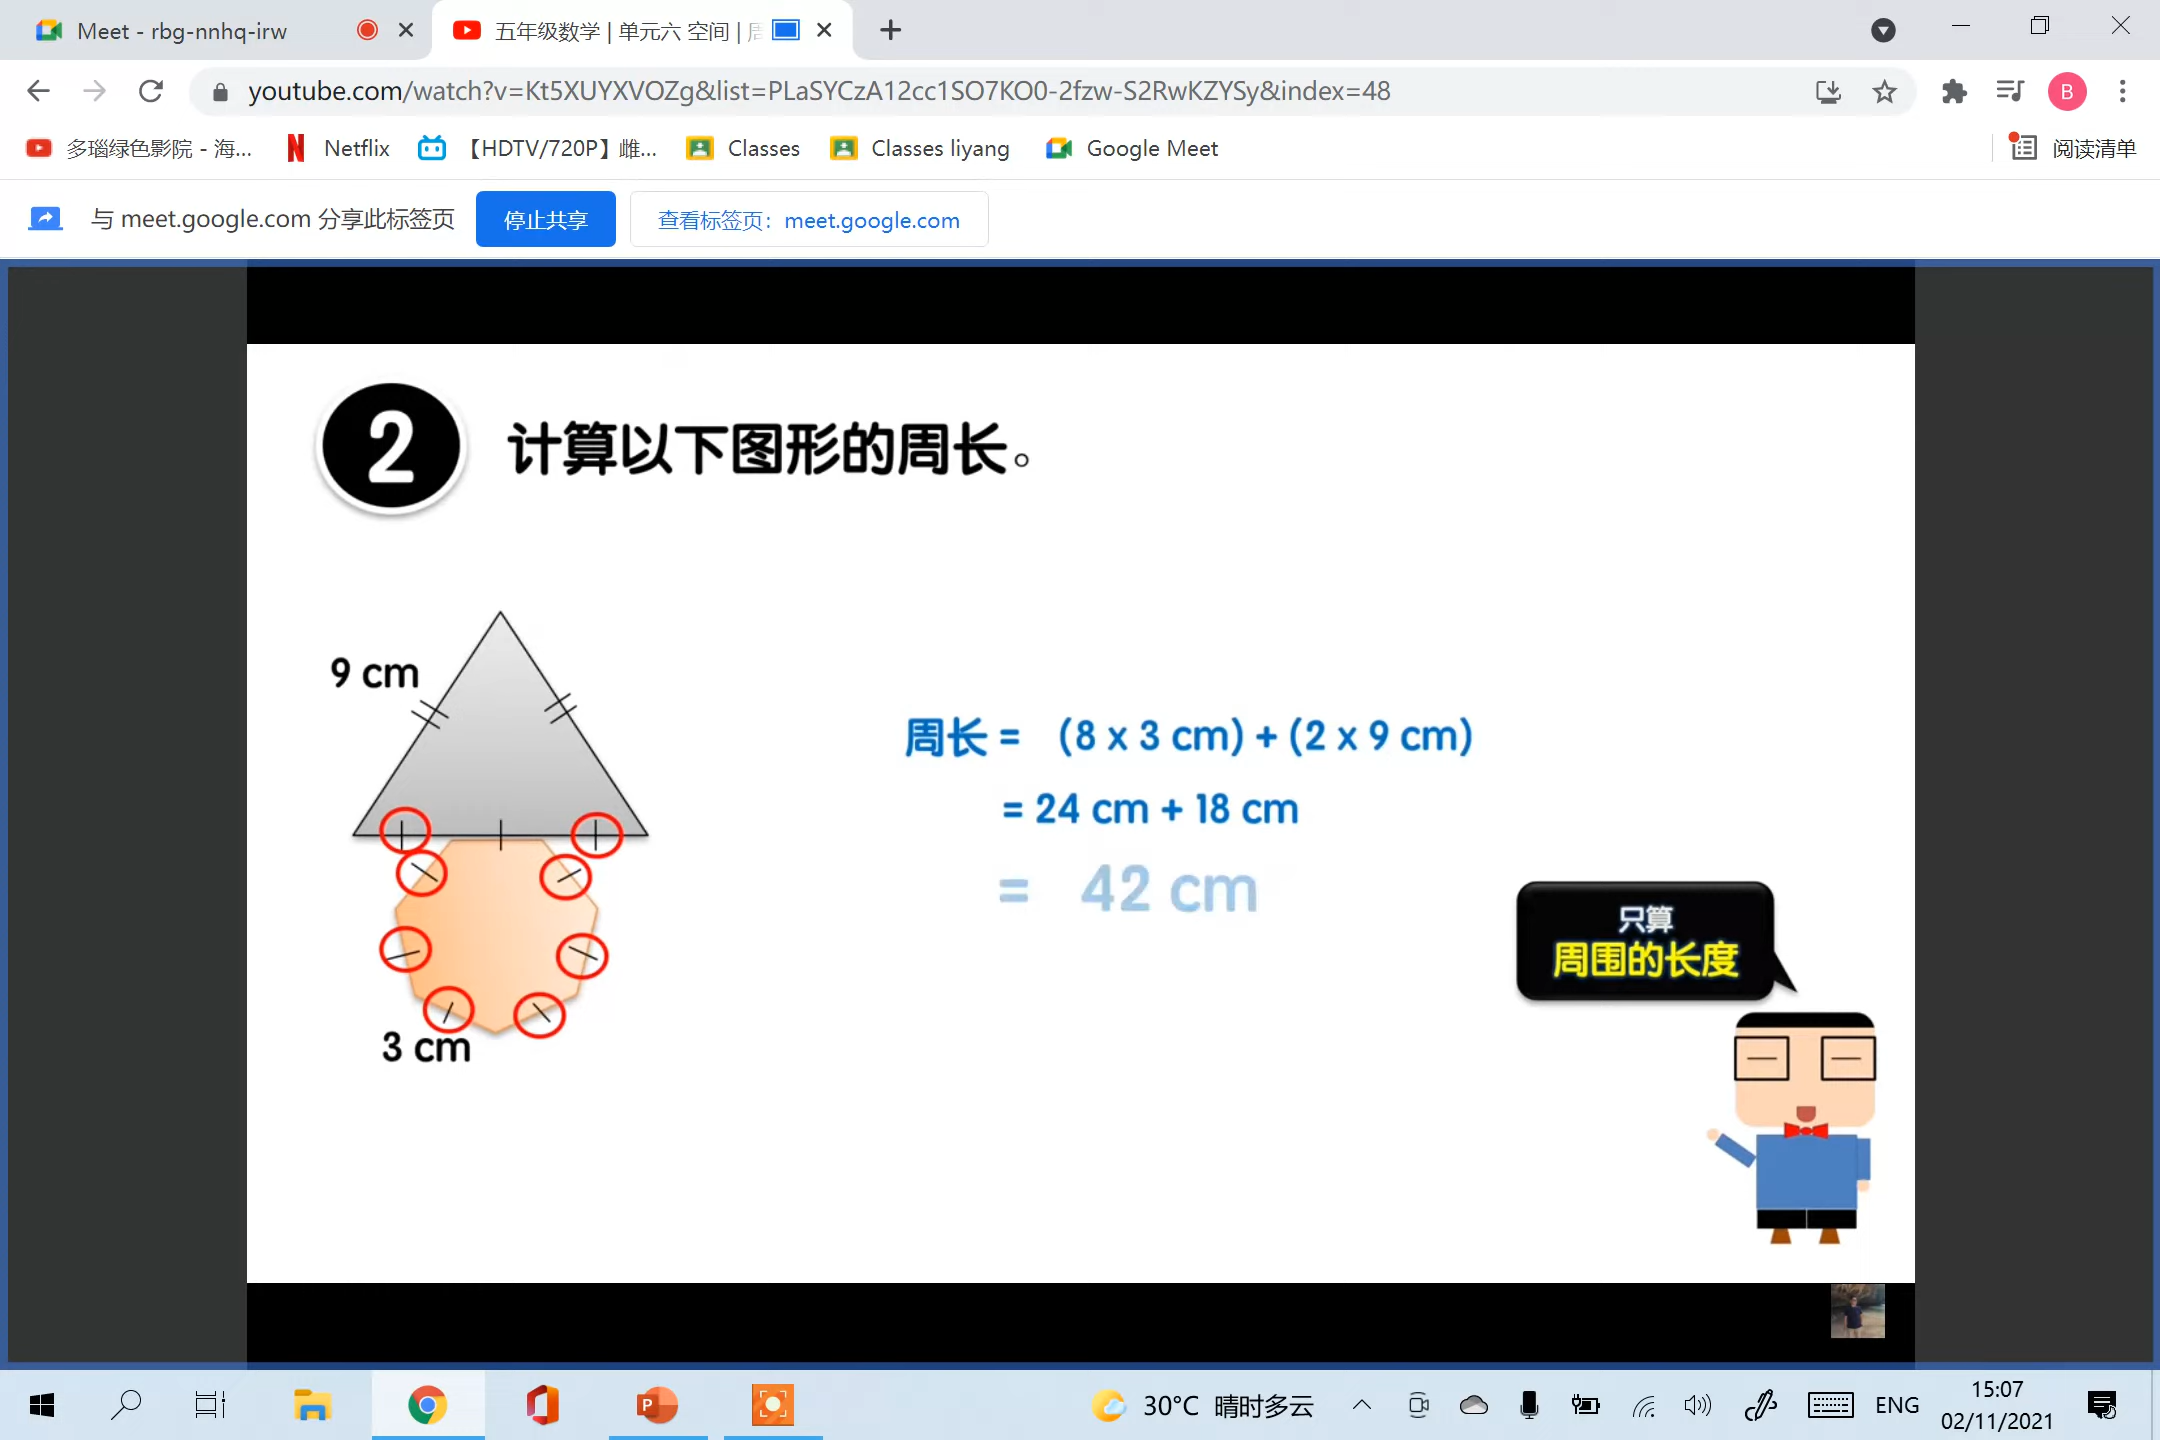 Meet - rbg-nnhq-irw
五年级数学 | 单元六 空间 |
youtube.com/watch?v=Kt5XUYXVOZg&list=PLaSYCzA12cc1SO7KO0-2fzw-S2RwKZYSy&index=48
B
多瑙绿色影院 - 海...
Netflix
【HDTV/720P】雌...
Classes
Classes liyang
Google Meet
阅读清单
与 meet.google.com 分享此标签页
停止共享
查看标签页: meet.google.com
2
计算以下图形的周长。
9 cm
周长 = (8 x 3 cm) + (2 x 9 cm)
= 24 cm + 18 cm
= 42 cm
只算
周围的长度
3 cm
30°C 晴时多云
ENG
15:07
02/11/2021